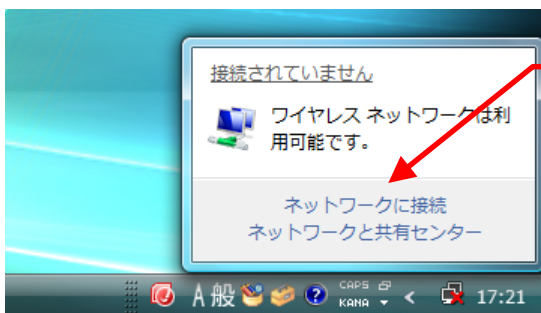 接続されていません
ワイヤレス ネットワークは利
用可能です。
ネットワークに接続
ネットワークと共有センター
A 般 CAPS KANA 17:21